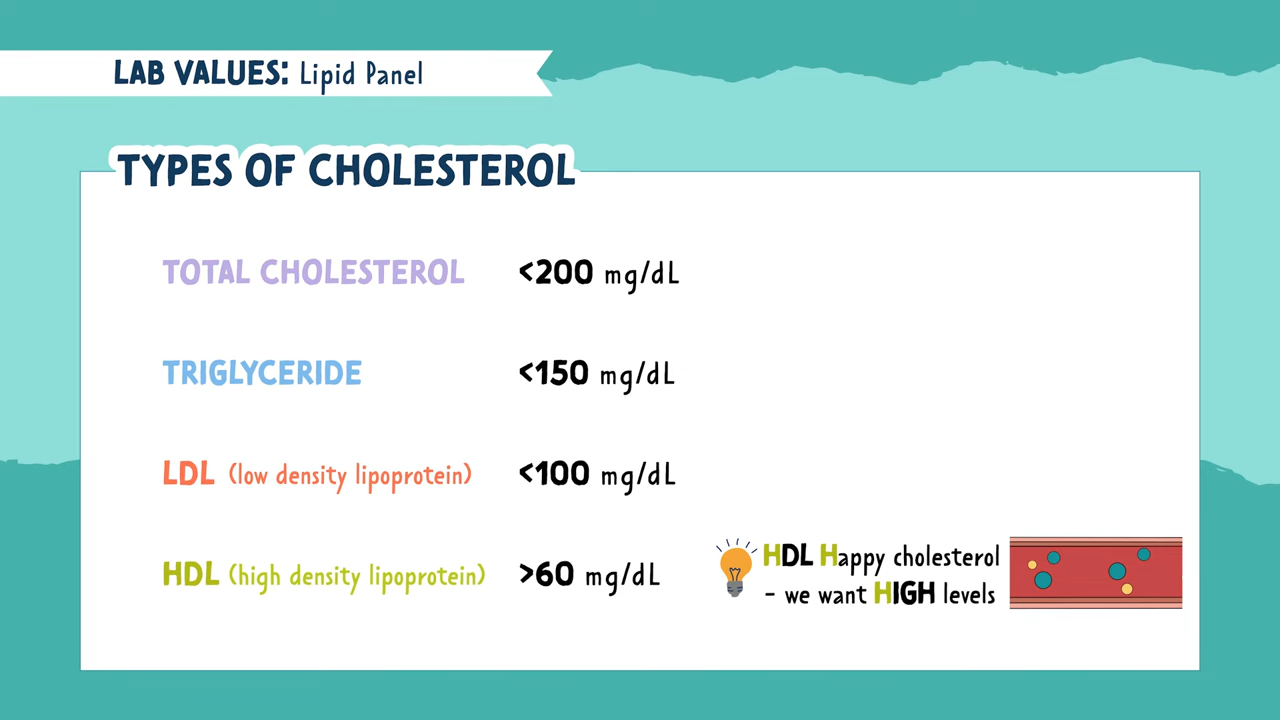 LAB VALUES: Lipid Panel
TYPES OF CHOLESTEROL
TOTAL CHOLESTEROL <200 mg/dL
TRIGLYCERIDE <150 mg/dL
LDL (low density lipoprotein) <100 mg/dL
HDL (high density lipoprotein) >60 mg/dL
HDL Happy cholesterol
- we want HIGH levels